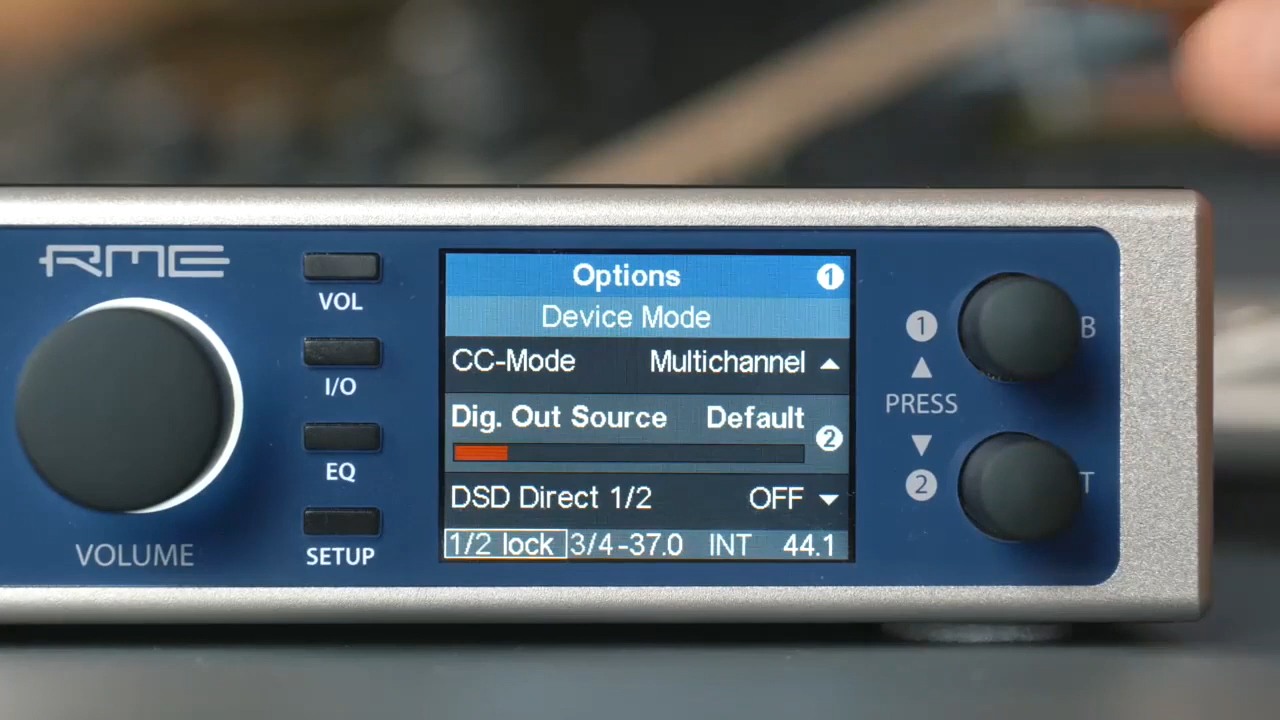 RME
VOL
I/O
EQ
SETUP
VOLUME
Options 1
Device Mode
CC-Mode Multichannel
Dig. Out Source Default
2
DSD Direct 1/2 OFF
1/2 lock 3/4 -37.0 INT 44.1
1
B
PRESS
2
T